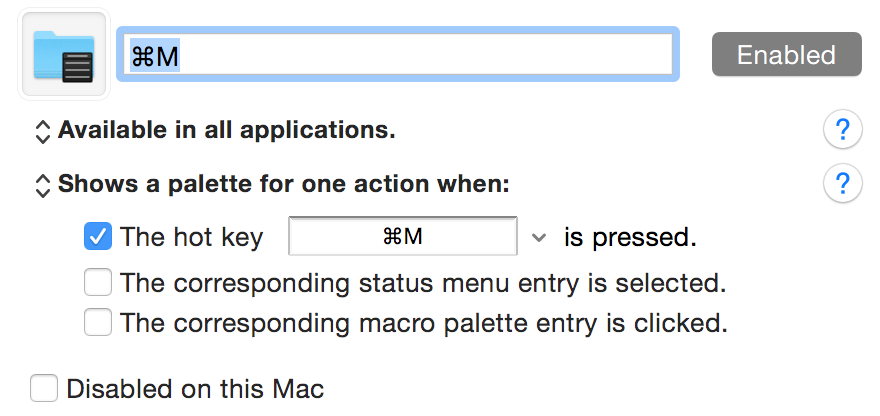 ⌘M
Enabled
Available in all applications.
?
Shows a palette for one action when:
?
The hot key ⌘M is pressed.
The corresponding status menu entry is selected.
The corresponding macro palette entry is clicked.
Disabled on this Mac